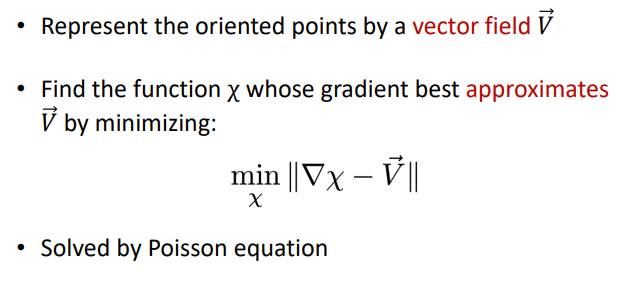 • Represent the oriented points by a vector field $\vec{V}$
• Find the function χ whose gradient best approximates
$\vec{V}$ by minimizing:
$\min_{\chi} \|\nabla\chi - \vec{V}\|$
• Solved by Poisson equation